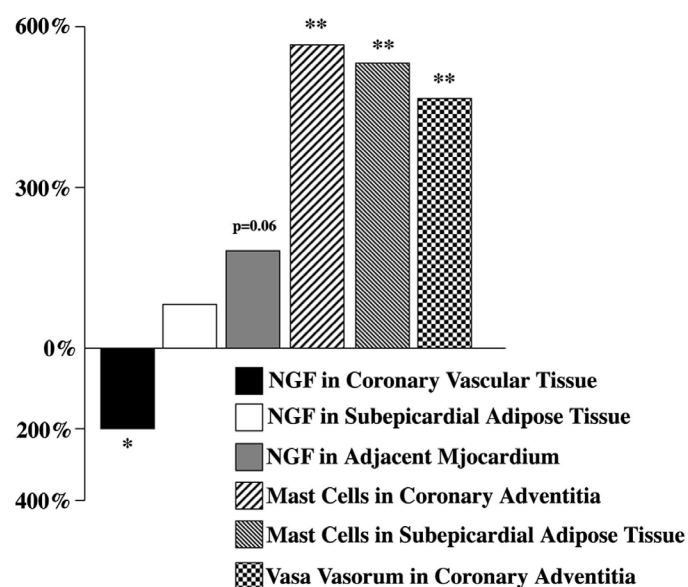 600%
**
**
**
300%
p=0.06
0%
200%
*
400%
NGF in Coronary Vascular Tissue
NGF in Subepicardial Adipose Tissue
NGF in Adjacent Mjocardium
Mast Cells in Coronary Adventitia
Mast Cells in Subepicardial Adipose Tissue
Vasa Vasorum in Coronary Adventitia